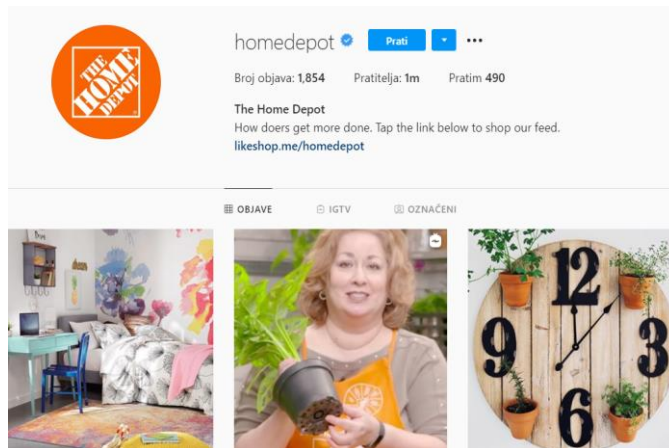 THE
HOME
DEPOT
homedepot Prati
Broj objava: 1,854 Pratitelja: 1m Pratim 490
The Home Depot
How doers get more done. Tap the link below to shop our feed.
likeshop.me/homedepot
OBJAVE IGTV OZNAČENI
12
9 3
6